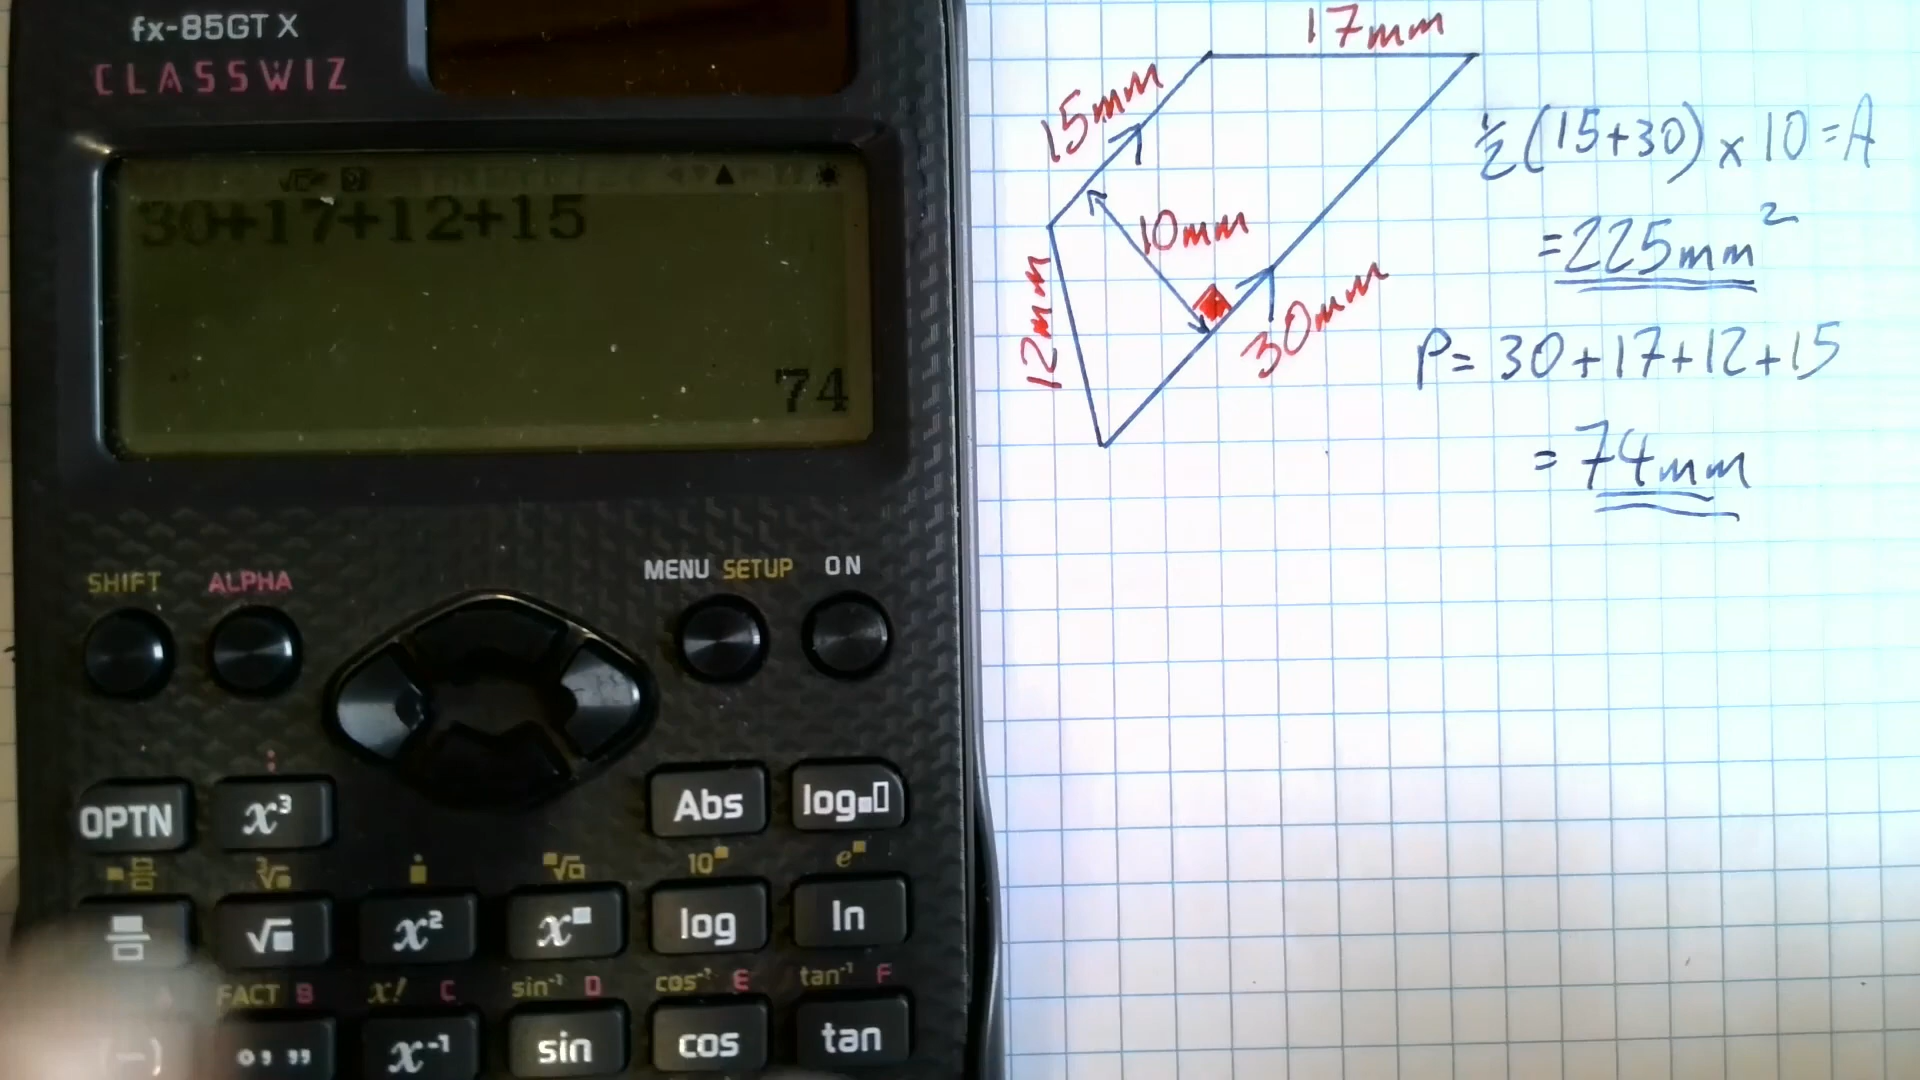 fx-85GT X
CLASSWIZ
30+17+12+15
74
SHIFT ALPHA MENU SETUP ON
OPTN x³ Abs log▪▯
10▪ e▪
√▪ x² x▪ log ln
FACT B x! C sin⁻¹ D cos⁻¹ E tan⁻¹ F
(−) ° ’ ” x⁻¹ sin cos tan
17mm
15mm
10mm
12mm
30mm
½(15+30)×10=A
=225mm²
P=30+17+12+15
=74mm